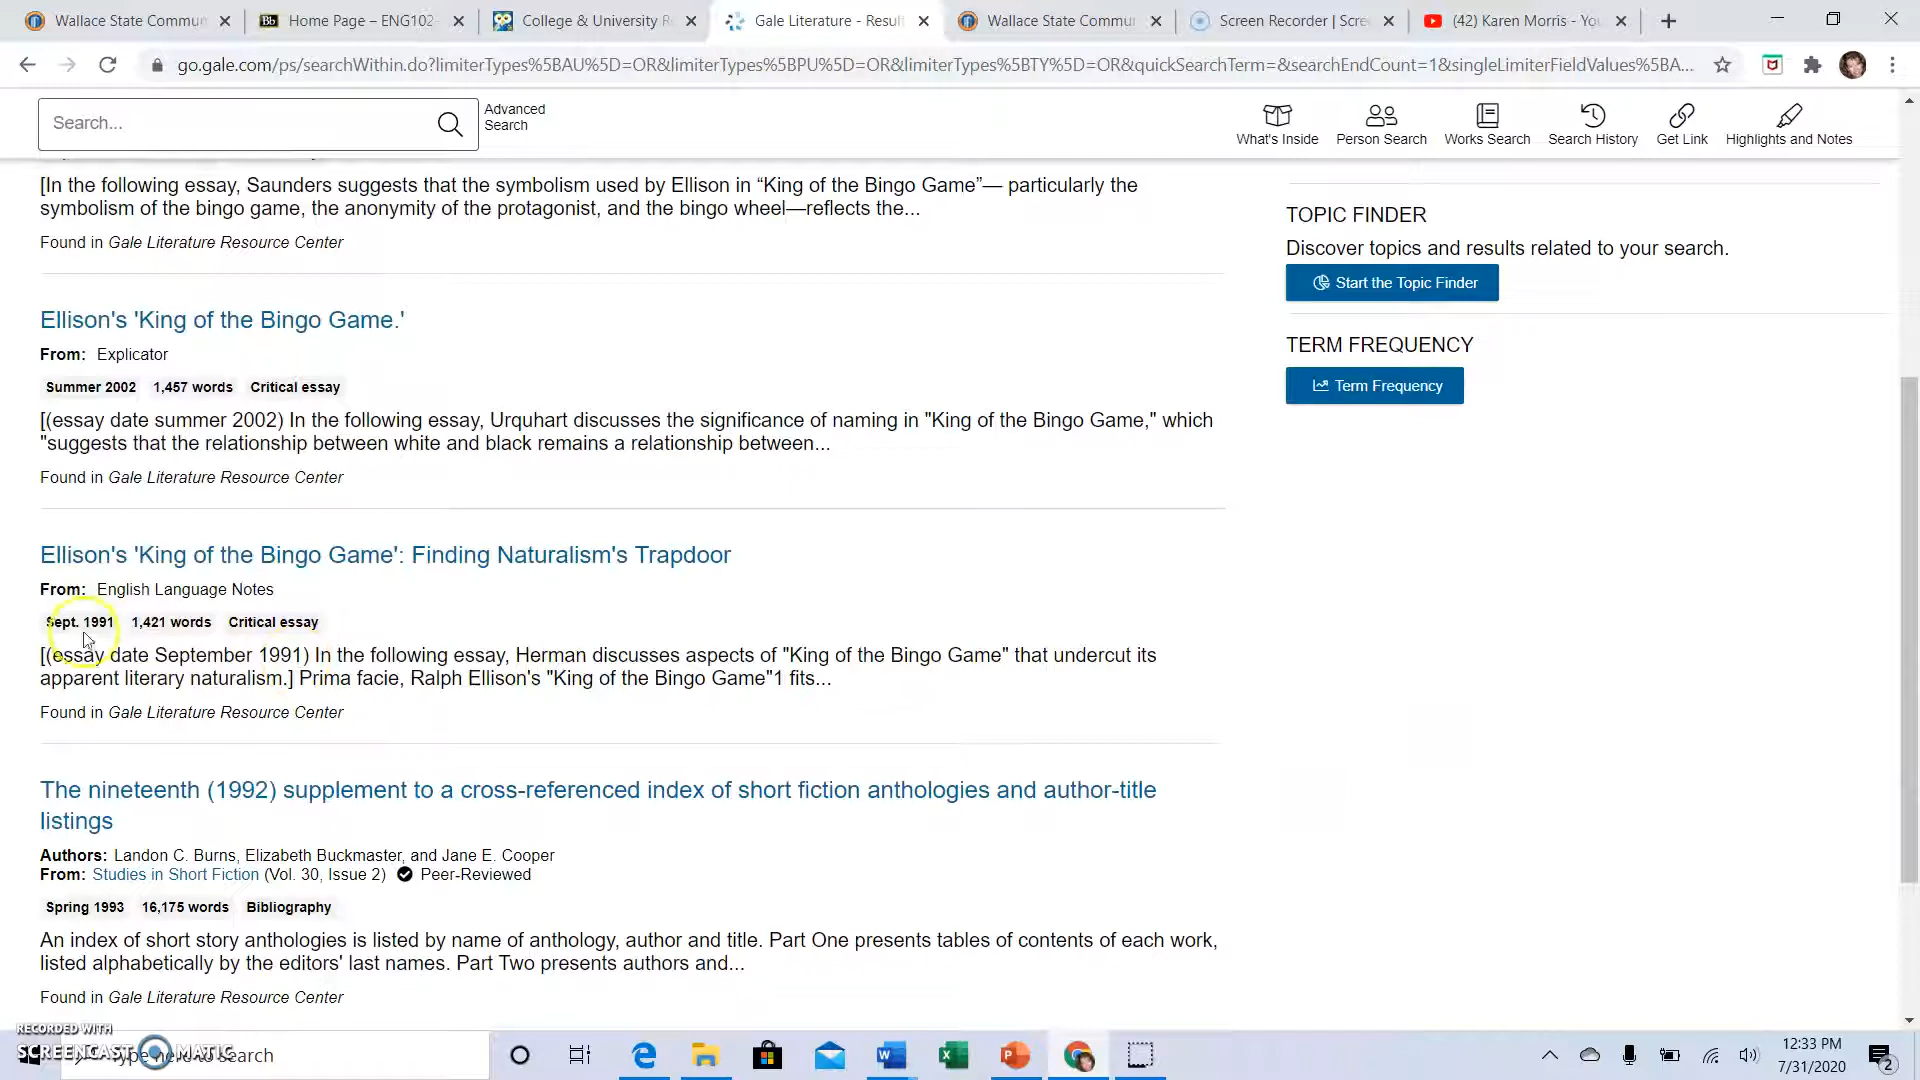 Wallace State Commun
Home Page – ENG102-
College & University R
Gale Literature - Result
Wallace State Commun
Screen Recorder | Scre
(42) Karen Morris - Yo
go.gale.com/ps/searchWithin.do?limiterTypes%5BAU%5D=OR&limiterTypes%5BPU%5D=OR&limiterTypes%5BTY%5D=OR&quickSearchTerm=&searchEndCount=1&singleLimiterFieldValues%5BA...
Search...
Advanced
Search
What's Inside
Person Search
Works Search
Search History
Get Link
Highlights and Notes
[In the following essay, Saunders suggests that the symbolism used by Ellison in “King of the Bingo Game”— particularly the
symbolism of the bingo game, the anonymity of the protagonist, and the bingo wheel—reflects the...
Found in Gale Literature Resource Center
Ellison's 'King of the Bingo Game.'
From: Explicator
Summer 2002 1,457 words Critical essay
[(essay date summer 2002) In the following essay, Urquhart discusses the significance of naming in "King of the Bingo Game," which
"suggests that the relationship between white and black remains a relationship between...
Found in Gale Literature Resource Center
Ellison's 'King of the Bingo Game': Finding Naturalism's Trapdoor
From: English Language Notes
Sept. 1991 1,421 words Critical essay
[(essay date September 1991) In the following essay, Herman discusses aspects of "King of the Bingo Game" that undercut its
apparent literary naturalism.] Prima facie, Ralph Ellison's "King of the Bingo Game"1 fits...
Found in Gale Literature Resource Center
The nineteenth (1992) supplement to a cross-referenced index of short fiction anthologies and author-title
listings
Authors: Landon C. Burns, Elizabeth Buckmaster, and Jane E. Cooper
From: Studies in Short Fiction (Vol. 30, Issue 2) Peer-Reviewed
Spring 1993 16,175 words Bibliography
An index of short story anthologies is listed by name of anthology, author and title. Part One presents tables of contents of each work,
listed alphabetically by the editors' last names. Part Two presents authors and...
Found in Gale Literature Resource Center
TOPIC FINDER
Discover topics and results related to your search.
Start the Topic Finder
TERM FREQUENCY
Term Frequency
RECORDED WITH
SCREENCAST MATIC
Type here to search
12:33 PM
7/31/2020
2